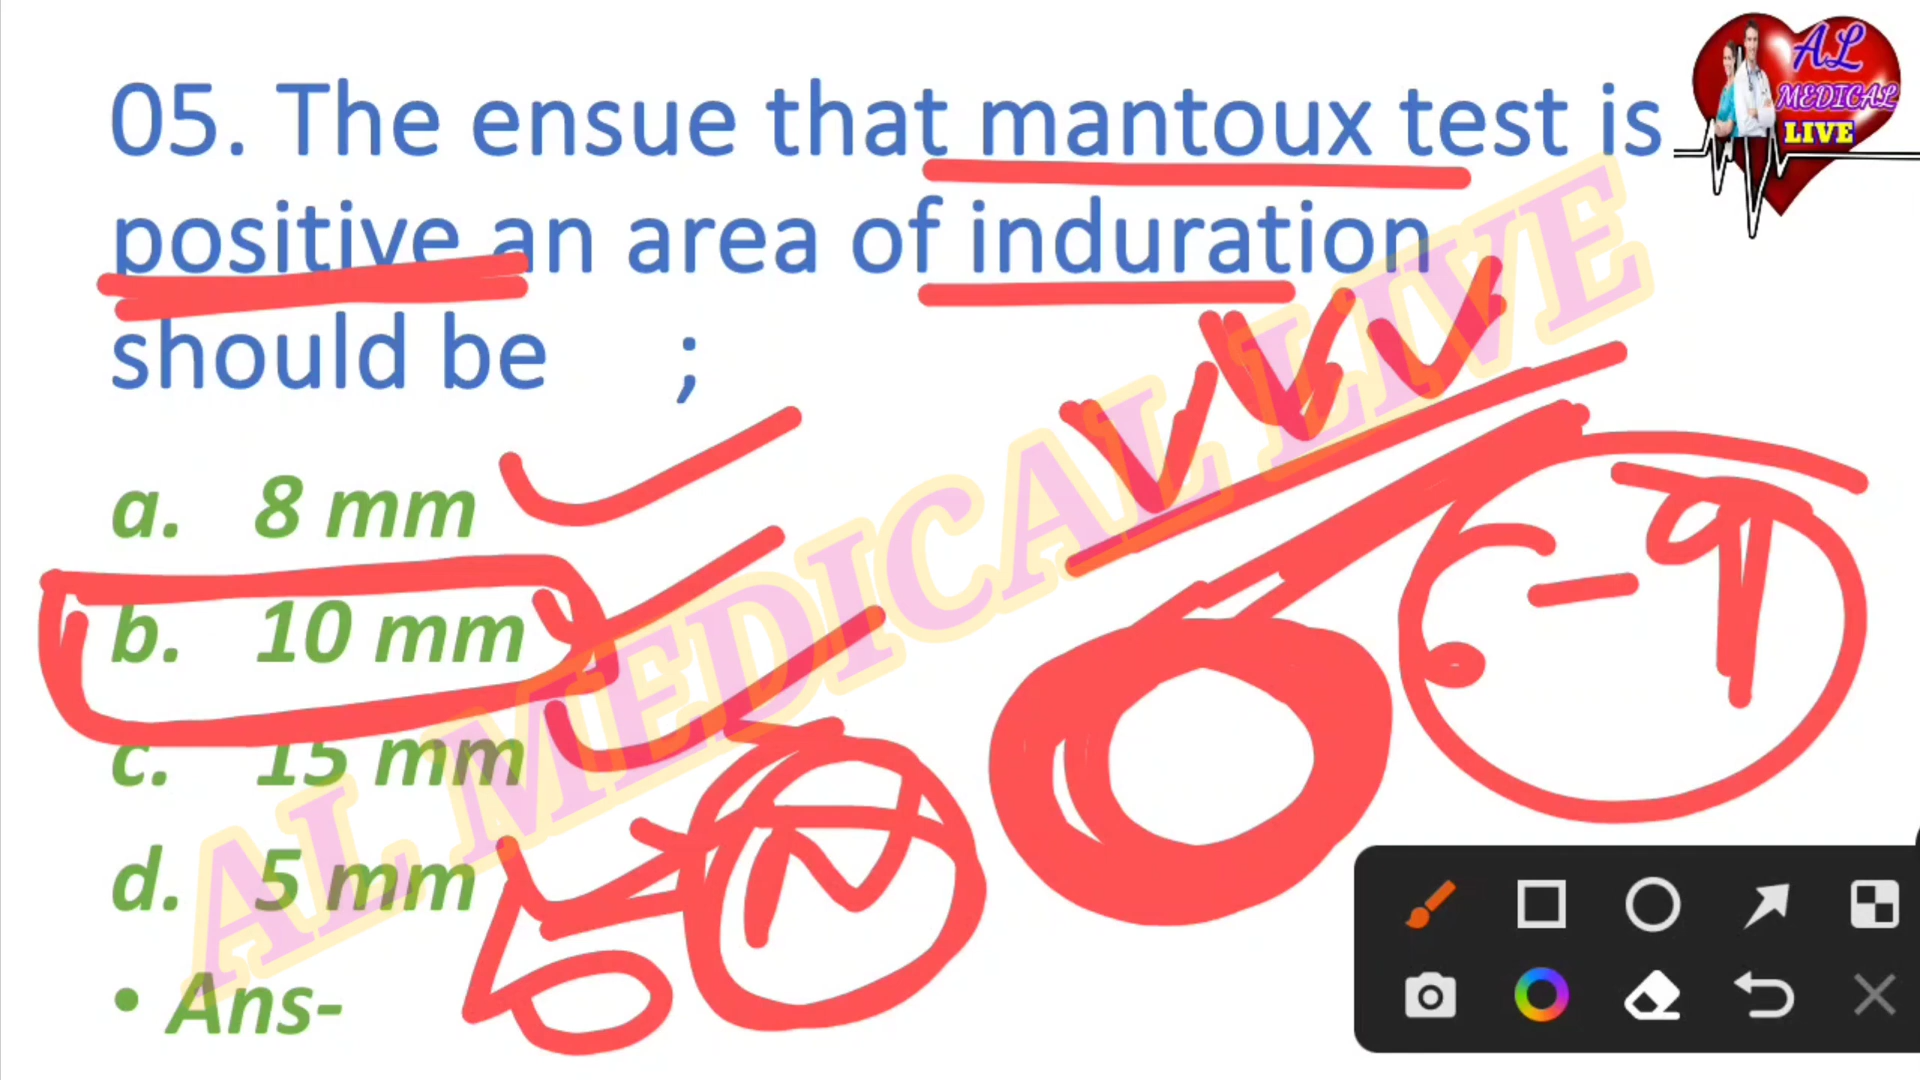 05. The ensue that mantoux test is
positive an area of induration
should be ;
a. 8 mm
b. 10 mm
c. 15 mm
d. 5 mm
• Ans-
AL
MEDICAL
LIVE
AL MEDICAL LIVE